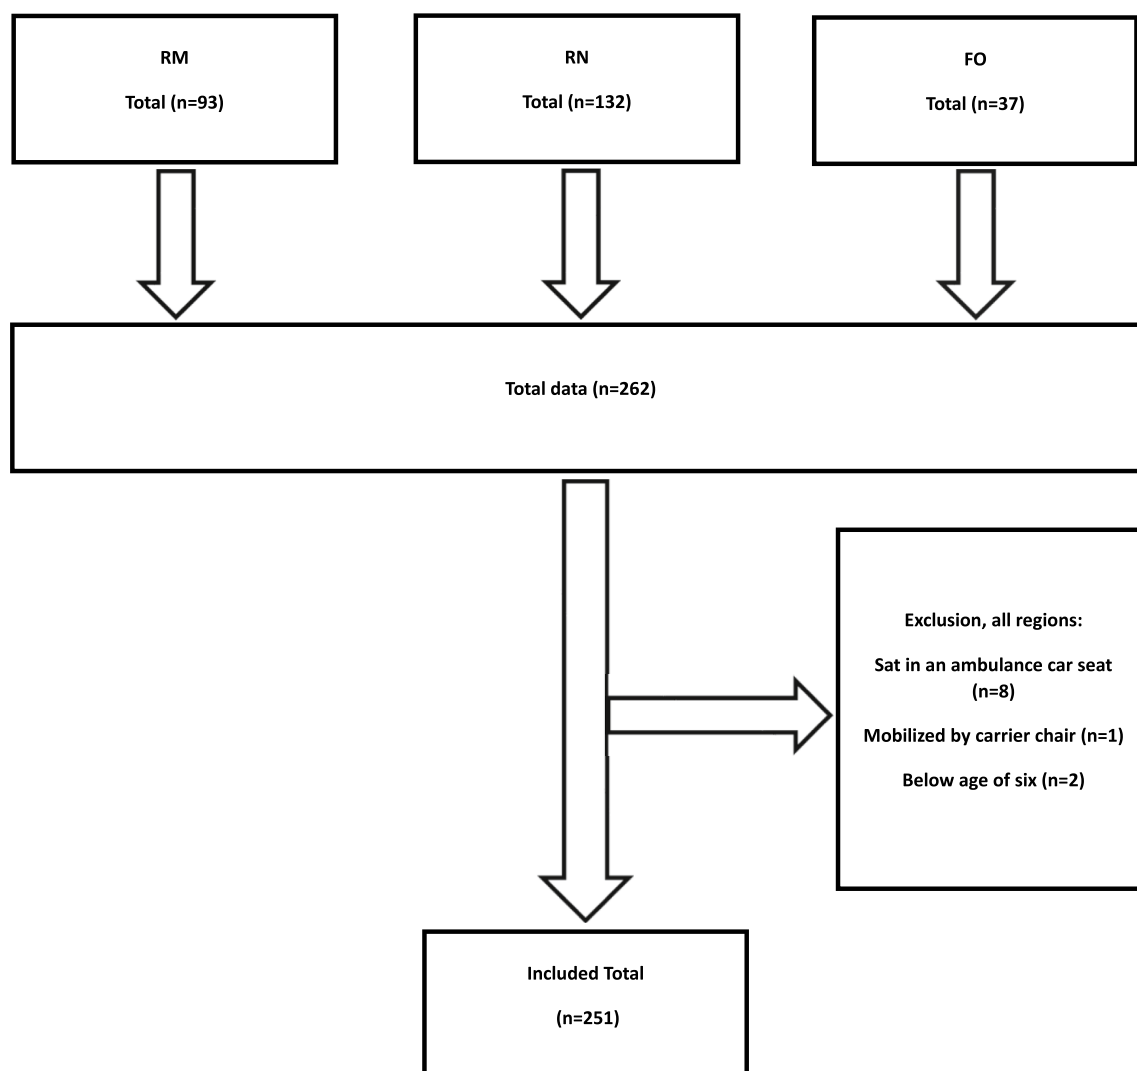 RM
Total (n=93)
RN
Total (n=132)
FO
Total (n=37)
Total data (n=262)
Exclusion, all regions:
Sat in an ambulance car seat
(n=8)
Mobilized by carrier chair (n=1)
Below age of six (n=2)
Included Total
(n=251)